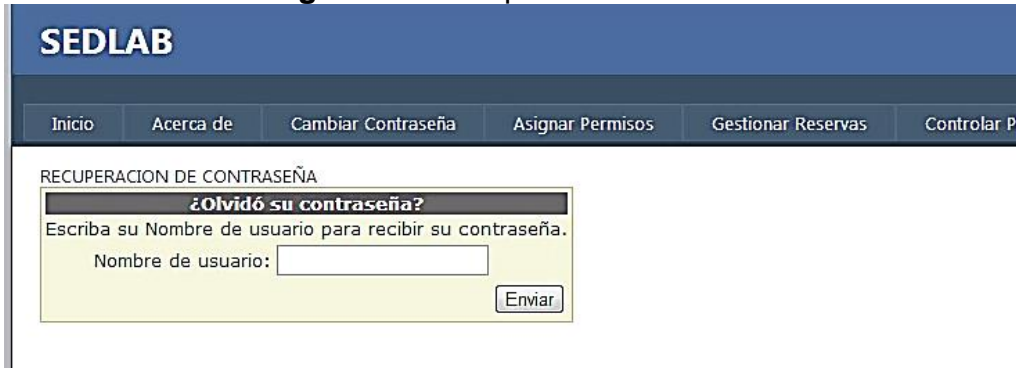 SEDLAB
Inicio Acerca de Cambiar Contraseña Asignar Permisos Gestionar Reservas Controlar P
RECUPERACION DE CONTRASEÑA
¿Olvidó su contraseña?
Escriba su Nombre de usuario para recibir su contraseña.
Nombre de usuario:
Enviar